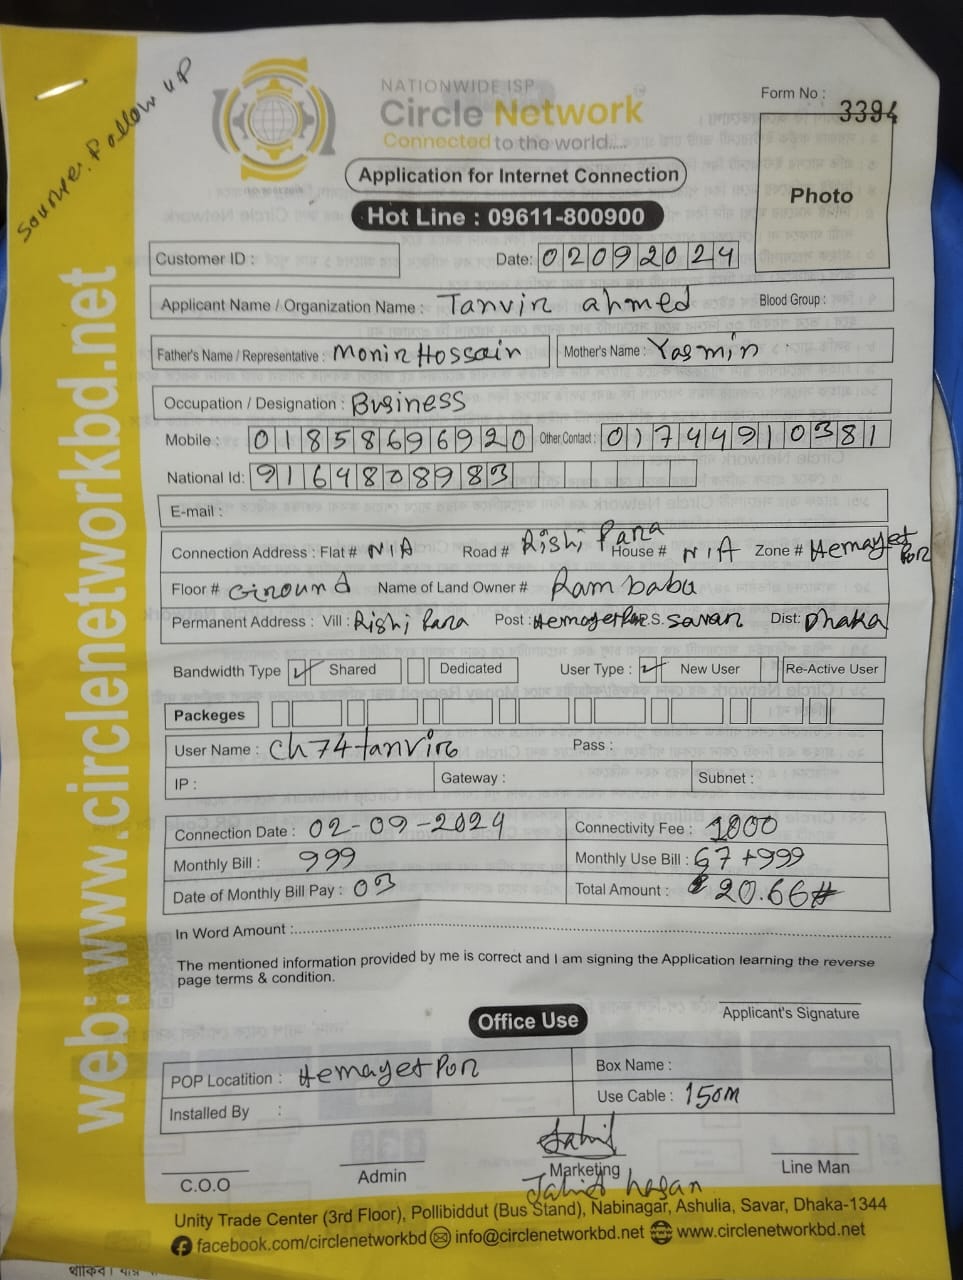 Source: Follow UP
NATIONWIDE ISP
Circle Network
Connected to the world....
Application for Internet Connection
Hot Line : 09611-800900
Form No :
3394
Photo
Customer ID :
Date: 02092024
Applicant Name / Organization Name : Tanvir ahmed
Blood Group :
Father's Name / Representative : Monir Hossain
Mother's Name : Yasmin
Occupation / Designation : Business
Mobile : 01858696920 Other Contact : 01744910381
National Id: 9164808983
E-mail :
Connection Address : Flat # N/A Road # Rishi Para House # N/A Zone # Hemayet Por
Floor # Ground Name of Land Owner # Ram babu
Permanent Address : Vill : Rishi Para Post : Hemayet Por P.S. Savar Dist: Dhaka
Bandwidth Type ✓ Shared Dedicated User Type : ✓ New User Re-Active User
Packeges
User Name : Ch74tanvir6 Pass :
IP : Gateway : Subnet :
Connection Date : 02-09-2024 Connectivity Fee : 1000
Monthly Bill : 999 Monthly Use Bill : 67+999
Date of Monthly Bill Pay : 03 Total Amount : 20.66#
In Word Amount :
The mentioned information provided by me is correct and I am signing the Application learning the reverse
page terms & condition.
Applicant's Signature
Office Use
POP Locatition : Hemayet Por Box Name :
Installed By : Use Cable : 150M
C.O.O Admin Marketing Line Man
Jahid hasan
Unity Trade Center (3rd Floor), Pollibiddut (Bus Stand), Nabinagar, Ashulia, Savar, Dhaka-1344
facebook.com/circlenetworkbd info@circlenetworkbd.net www.circlenetworkbd.net
web: www.circlenetworkbd.net